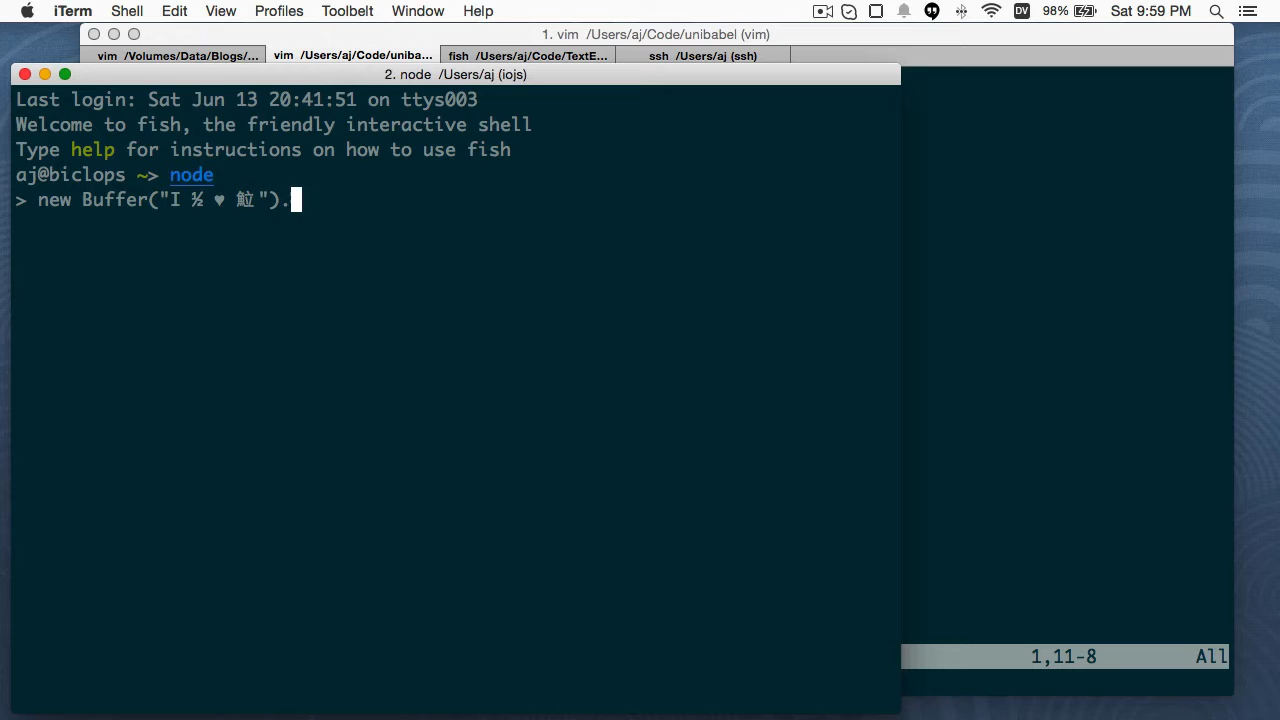 iTerm Shell Edit View Profiles Toolbelt Window Help DV 98% Sat 9:59 PM
1. vim /Users/aj/Code/unibabel (vim)
vim /Volumes/Data/Blogs/... vim /Users/aj/Code/uniba... fish /Users/aj/Code/TextE... ssh /Users/aj (ssh)
2. node /Users/aj (iojs)
Last login: Sat Jun 13 20:41:51 on ttys003
Welcome to fish, the friendly interactive shell
Type help for instructions on how to use fish
aj@biclops ~> node
> new Buffer("I ½ ♥ 𩶘").
1,11-8 All